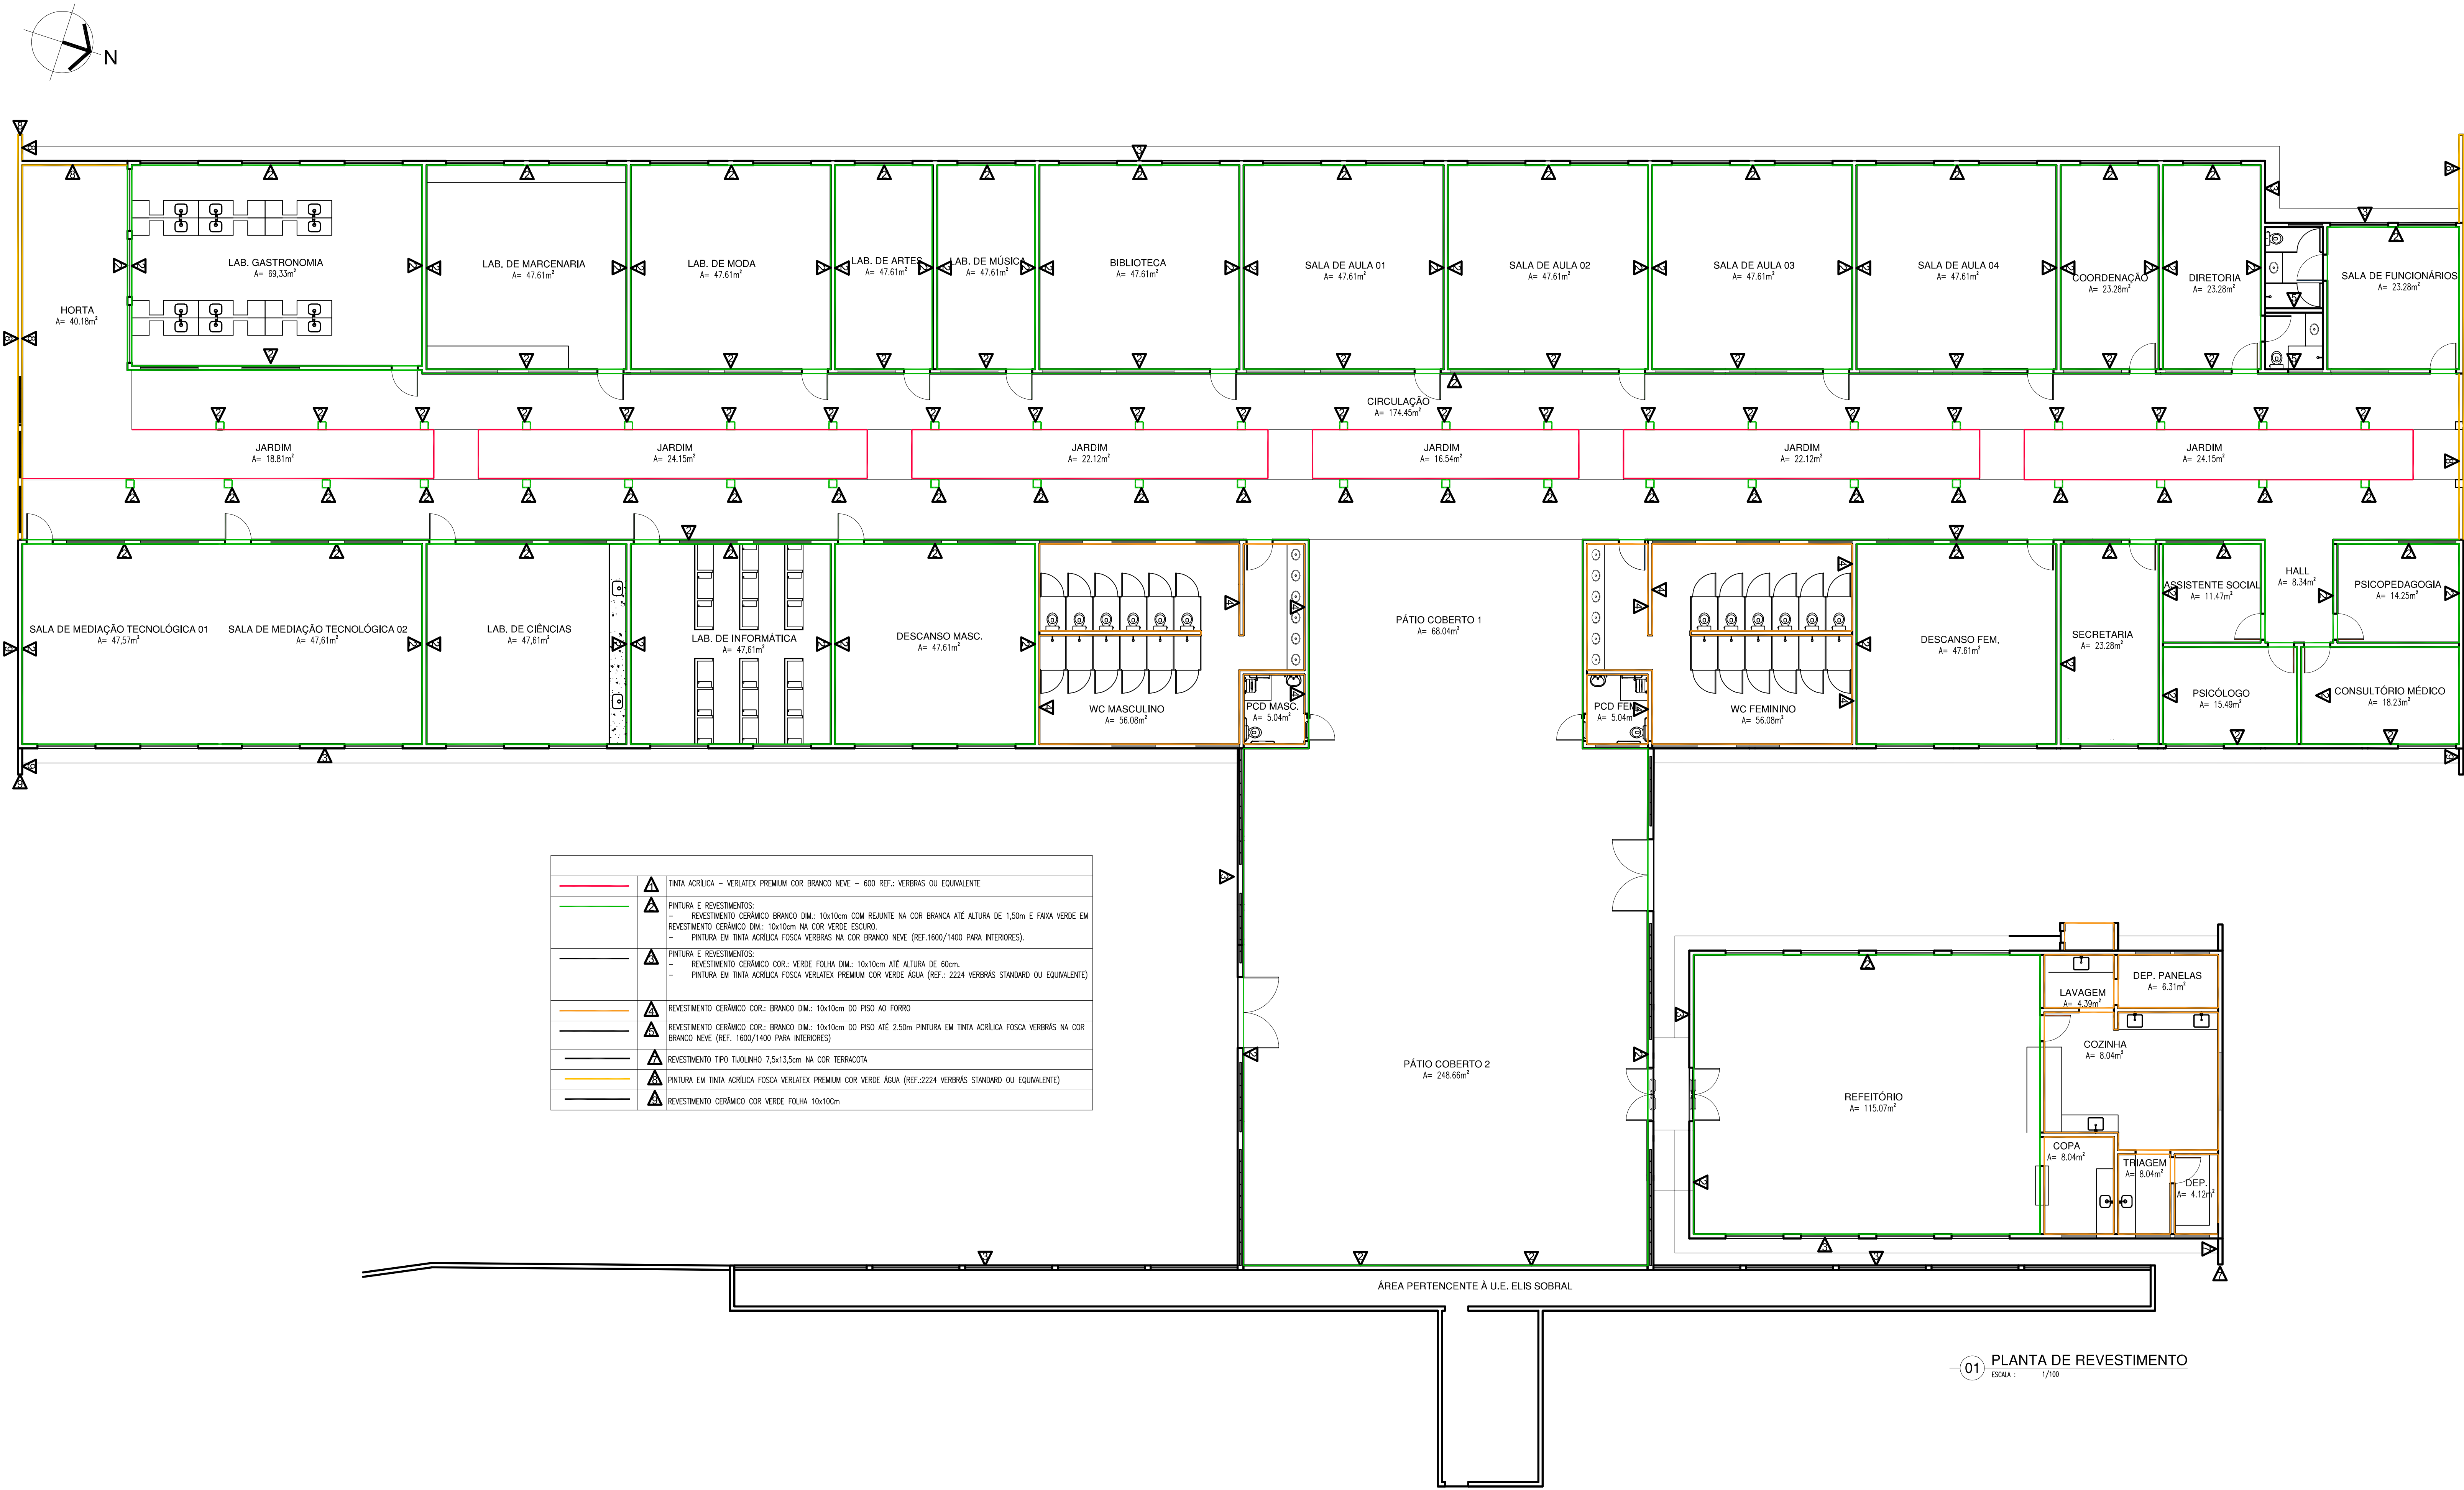 N
HORTA
A= 40.18m²
LAB. GASTRONOMIA
A= 69,33m²
LAB. DE MARCENARIA
A= 47.61m²
LAB. DE MODA
A= 47.61m²
LAB. DE ARTES
A= 47.61m²
LAB. DE MÚSICA
A= 47.61m²
BIBLIOTECA
A= 47.61m²
SALA DE AULA 01
A= 47.61m²
SALA DE AULA 02
A= 47.61m²
SALA DE AULA 03
A= 47.61m²
SALA DE AULA 04
A= 47.61m²
COORDENAÇÃO
A= 23.28m²
DIRETORIA
A= 23.28m²
SALA DE FUNCIONÁRIOS
A= 23.28m²
CIRCULAÇÃO
A= 174.45m²
JARDIM
A= 18.81m²
JARDIM
A= 24.15m²
JARDIM
A= 22.12m²
JARDIM
A= 16.54m²
JARDIM
A= 22.12m²
JARDIM
A= 24.15m²
SALA DE MEDIAÇÃO TECNOLÓGICA 01
A= 47,57m²
SALA DE MEDIAÇÃO TECNOLÓGICA 02
A= 47,61m²
LAB. DE CIÊNCIAS
A= 47,61m²
LAB. DE INFORMÁTICA
A= 47,61m²
DESCANSO MASC.
A= 47.61m²
WC MASCULINO
A= 56.08m²
PCD MASC.
A= 5.04m²
PÁTIO COBERTO 1
A= 68.04m²
PCD FEM.
A= 5.04m²
WC FEMININO
A= 56.08m²
DESCANSO FEM,
A= 47.61m²
SECRETARIA
A= 23.28m²
ASSISTENTE SOCIAL
A= 11.47m²
HALL
A= 8.34m²
PSICOPEDAGOGIA
A= 14.25m²
PSICÓLOGO
A= 15.49m²
CONSULTÓRIO MÉDICO
A= 18.23m²
1 TINTA ACRÍLICA – VERLATEX PREMIUM COR BRANCO NEVE – 600 REF.: VERBRAS OU EQUIVALENTE
2 PINTURA E REVESTIMENTOS:
– REVESTIMENTO CERÂMICO BRANCO DIM.: 10x10cm COM REJUNTE NA COR BRANCA ATÉ ALTURA DE 1,50m E FAIXA VERDE EM
REVESTIMENTO CERÂMICO DIM.: 10x10cm NA COR VERDE ESCURO.
– PINTURA EM TINTA ACRÍLICA FOSCA VERBRAS NA COR BRANCO NEVE (REF.1600/1400 PARA INTERIORES).
3 PINTURA E REVESTIMENTOS:
– REVESTIMENTO CERÂMICO COR.: VERDE FOLHA DIM.: 10x10cm ATÉ ALTURA DE 60cm.
– PINTURA EM TINTA ACRÍLICA FOSCA VERLATEX PREMIUM COR VERDE ÁGUA (REF.: 2224 VERBRÁS STANDARD OU EQUIVALENTE)
4 REVESTIMENTO CERÂMICO COR.: BRANCO DIM.: 10x10cm DO PISO AO FORRO
5 REVESTIMENTO CERÂMICO COR.: BRANCO DIM.: 10x10cm DO PISO ATÉ 2.50m PINTURA EM TINTA ACRÍLICA FOSCA VERBRÁS NA COR
BRANCO NEVE (REF. 1600/1400 PARA INTERIORES)
7 REVESTIMENTO TIPO TIJOLINHO 7,5x13,5cm NA COR TERRACOTA
8 PINTURA EM TINTA ACRÍLICA FOSCA VERLATEX PREMIUM COR VERDE ÁGUA (REF.:2224 VERBRÁS STANDARD OU EQUIVALENTE)
9 REVESTIMENTO CERÂMICO COR VERDE FOLHA 10x10Cm
PÁTIO COBERTO 2
A= 248.66m²
REFEITÓRIO
A= 115.07m²
LAVAGEM
A= 4.39m²
DEP. PANELAS
A= 6.31m²
COZINHA
A= 8.04m²
COPA
A= 8.04m²
TRIAGEM
A= 8.04m²
DEP.
A= 4.12m²
ÁREA PERTENCENTE À U.E. ELIS SOBRAL
01 PLANTA DE REVESTIMENTO
ESCALA : 1/100